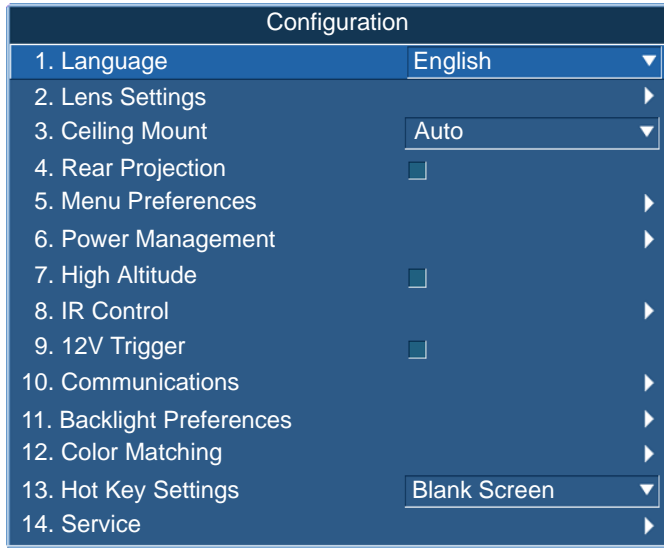 Configuration
1. Language English
2. Lens Settings
3. Ceiling Mount Auto
4. Rear Projection
5. Menu Preferences
6. Power Management
7. High Altitude
8. IR Control
9. 12V Trigger
10. Communications
11. Backlight Preferences
12. Color Matching
13. Hot Key Settings Blank Screen
14. Service